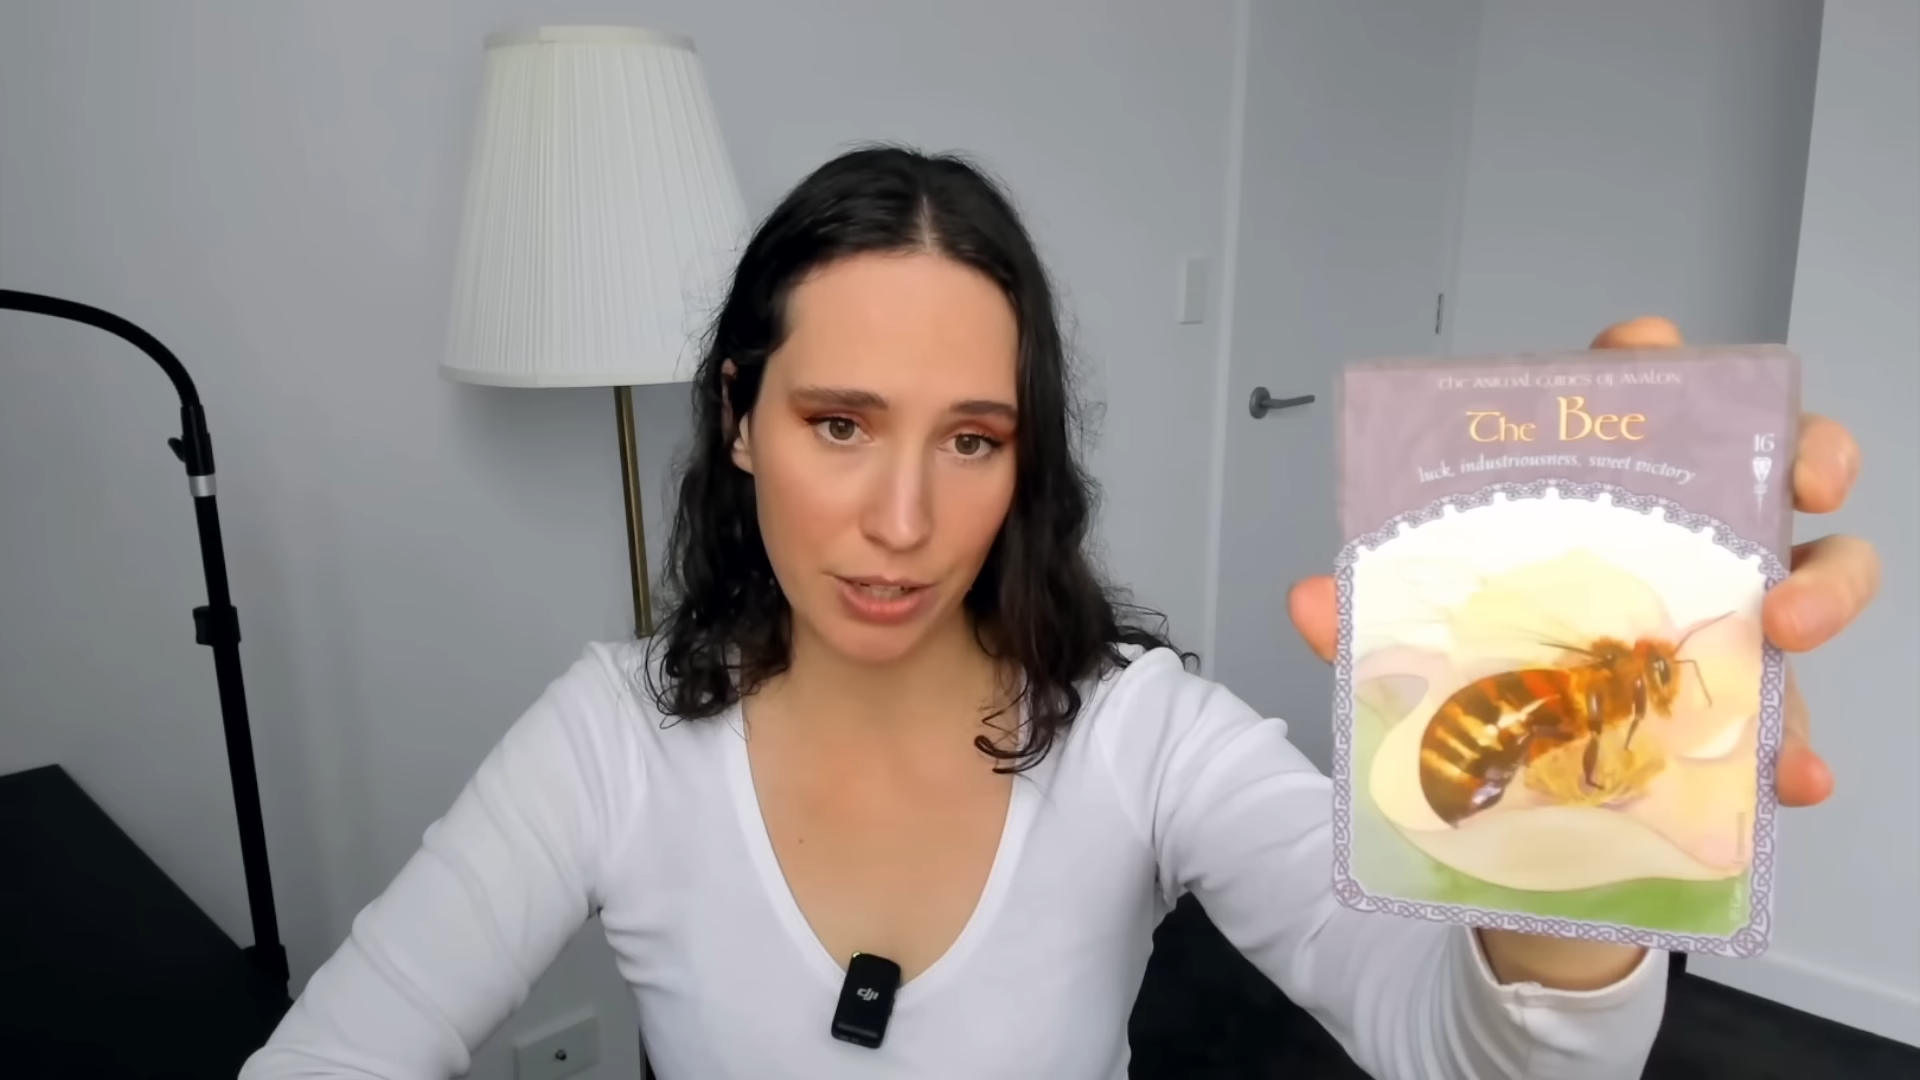 The Animal Guides of Avalon
The Bee
16
luck, industriousness, sweet victory
dji